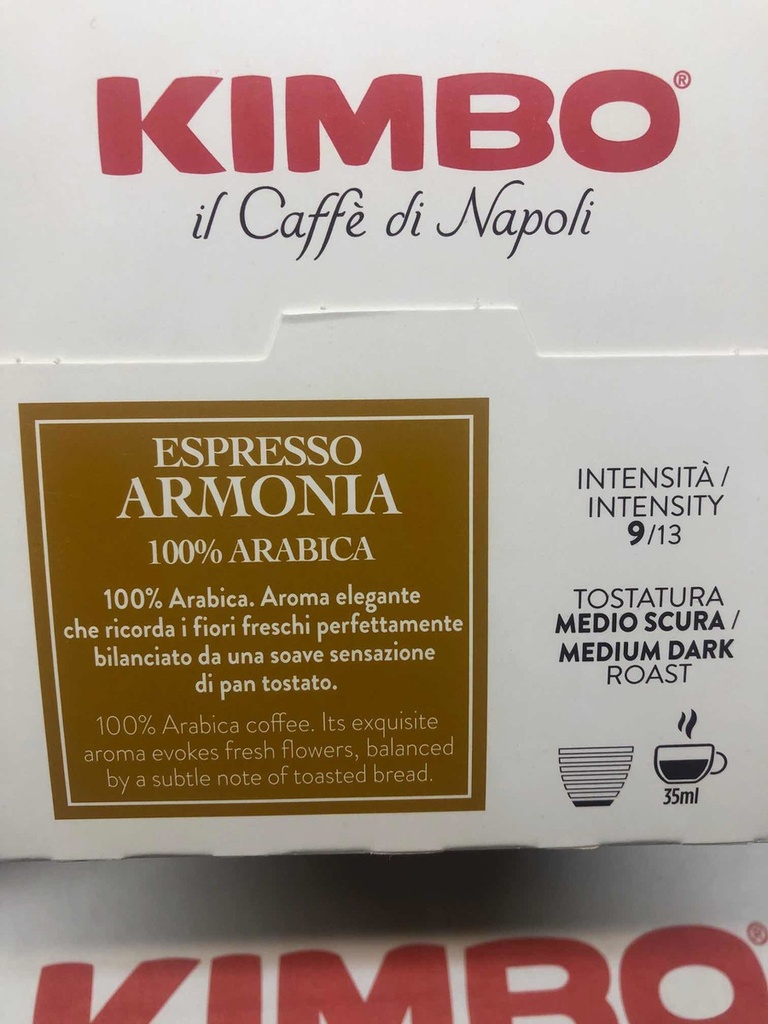 KIMBO®
il Caffè di Napoli
ESPRESSO
ARMONIA
100% ARABICA
100% Arabica. Aroma elegante
che ricorda i fiori freschi perfettamente
bilanciato da una soave sensazione
di pan tostato.
100% Arabica coffee. Its exquisite
aroma evokes fresh flowers, balanced
by a subtle note of toasted bread.
INTENSITÀ /
INTENSITY
9/13
TOSTATURA
MEDIO SCURA /
MEDIUM DARK
ROAST
35ml
KIMBO®